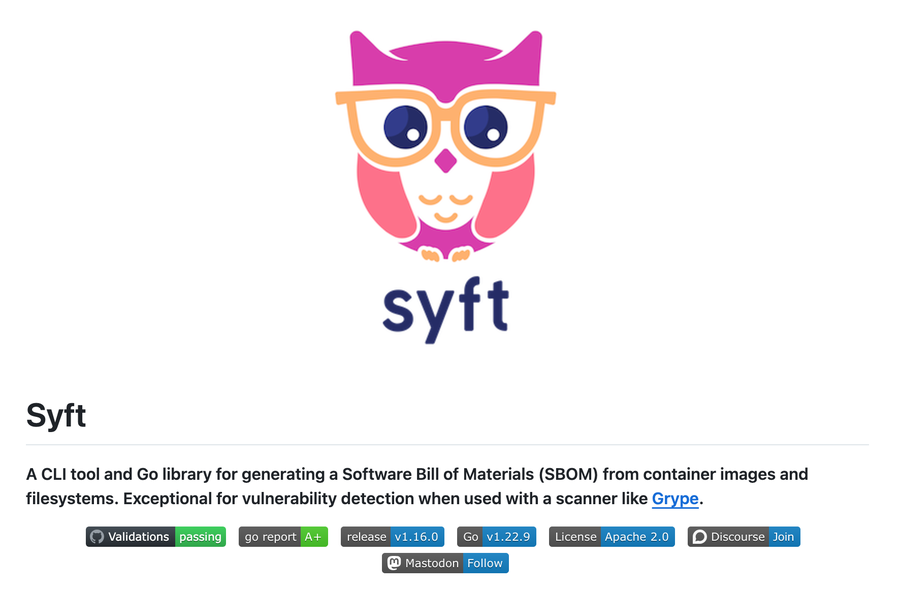 syft
Syft
A CLI tool and Go library for generating a Software Bill of Materials (SBOM) from container images and
filesystems. Exceptional for vulnerability detection when used with a scanner like Grype.
Validations passing go report A+ release v1.16.0 Go v1.22.9 License Apache 2.0 Discourse Join
Mastodon Follow